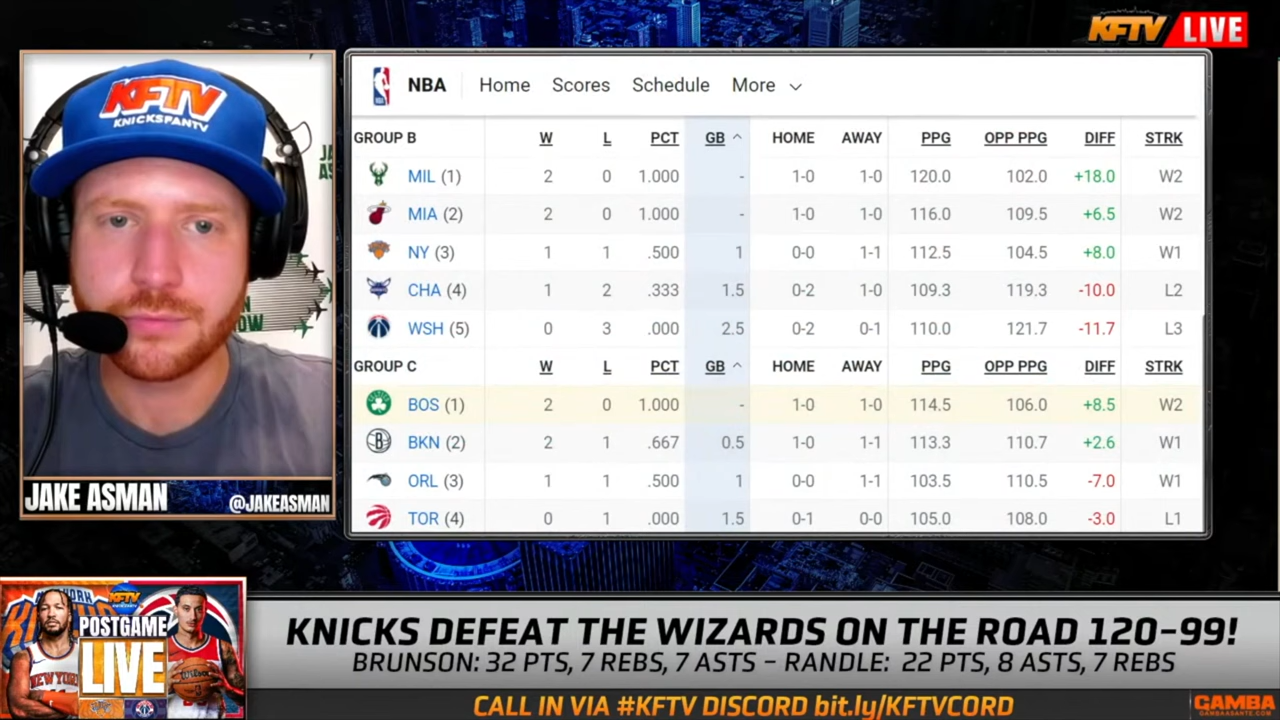 KFTV LIVE
KFTV
KNICKSFANTV
NBA Home Scores Schedule More
GROUP B W L PCT GB HOME AWAY PPG OPP PPG DIFF STRK
MIL (1) 2 0 1.000 - 1-0 1-0 120.0 102.0 +18.0 W2
MIA (2) 2 0 1.000 - 1-0 1-0 116.0 109.5 +6.5 W2
NY (3) 1 1 .500 1 0-0 1-1 112.5 104.5 +8.0 W1
CHA (4) 1 2 .333 1.5 0-2 1-0 109.3 119.3 -10.0 L2
WSH (5) 0 3 .000 2.5 0-2 0-1 110.0 121.7 -11.7 L3
GROUP C W L PCT GB HOME AWAY PPG OPP PPG DIFF STRK
BOS (1) 2 0 1.000 - 1-0 1-0 114.5 106.0 +8.5 W2
BKN (2) 2 1 .667 0.5 1-0 1-1 113.3 110.7 +2.6 W1
ORL (3) 1 1 .500 1 0-0 1-1 103.5 110.5 -7.0 W1
TOR (4) 0 1 .000 1.5 0-1 0-0 105.0 108.0 -3.0 L1
JAKE ASMAN @JAKEASMAN
KFTV
POSTGAME
LIVE
NEW YORK
KNICKS DEFEAT THE WIZARDS ON THE ROAD 120-99!
BRUNSON: 32 PTS, 7 REBS, 7 ASTS - RANDLE: 22 PTS, 8 ASTS, 7 REBS
CALL IN VIA #KFTV DISCORD bit.ly/KFTVCORD
GAMBA